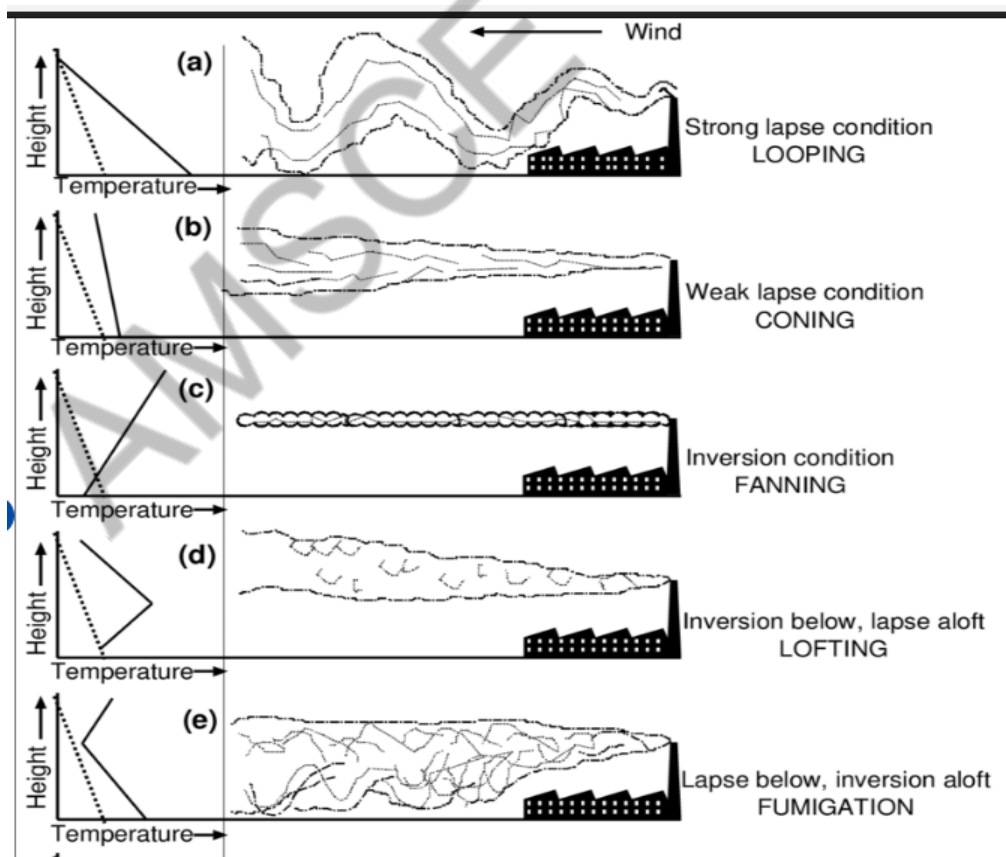 Wind
(a)
Height
Temperature
Strong lapse condition
LOOPING
(b)
Height
Temperature
Weak lapse condition
CONING
(c)
Height
Temperature
Inversion condition
FANNING
(d)
Height
Temperature
Inversion below, lapse aloft
LOFTING
(e)
Height
Temperature
Lapse below, inversion aloft
FUMIGATION
AMSCE